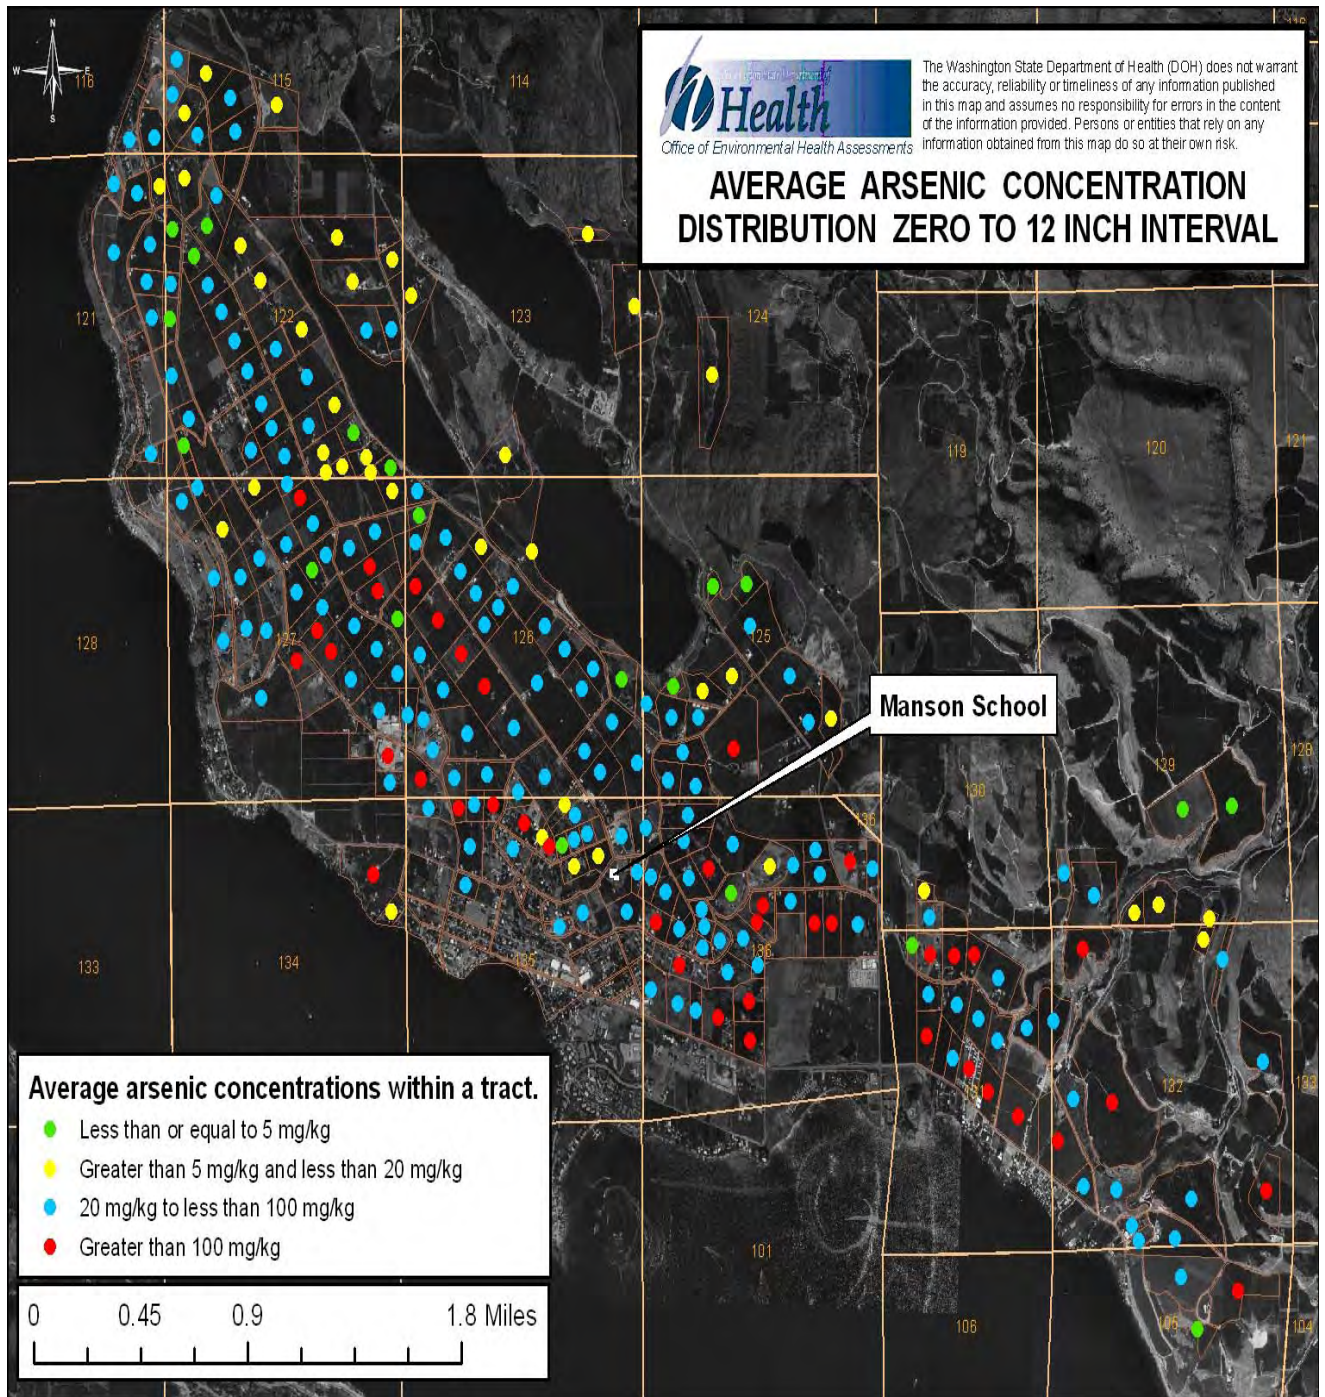 N
W E
S
116
115
114
Health
Office of Environmental Health Assessments
The Washington State Department of Health (DOH) does not warrant
the accuracy, reliability or timeliness of any information published
in this map and assumes no responsibility for errors in the content
of the information provided. Persons or entities that rely on any
information obtained from this map do so at their own risk.
AVERAGE ARSENIC CONCENTRATION
DISTRIBUTION ZERO TO 12 INCH INTERVAL
121
122
123
124
119
120
121
128
127
126
125
Manson School
130
129
128
133
134
135
136
135
131
132
133
101
106
105
104
Average arsenic concentrations within a tract.
Less than or equal to 5 mg/kg
Greater than 5 mg/kg and less than 20 mg/kg
20 mg/kg to less than 100 mg/kg
Greater than 100 mg/kg
0 0.45 0.9 1.8 Miles